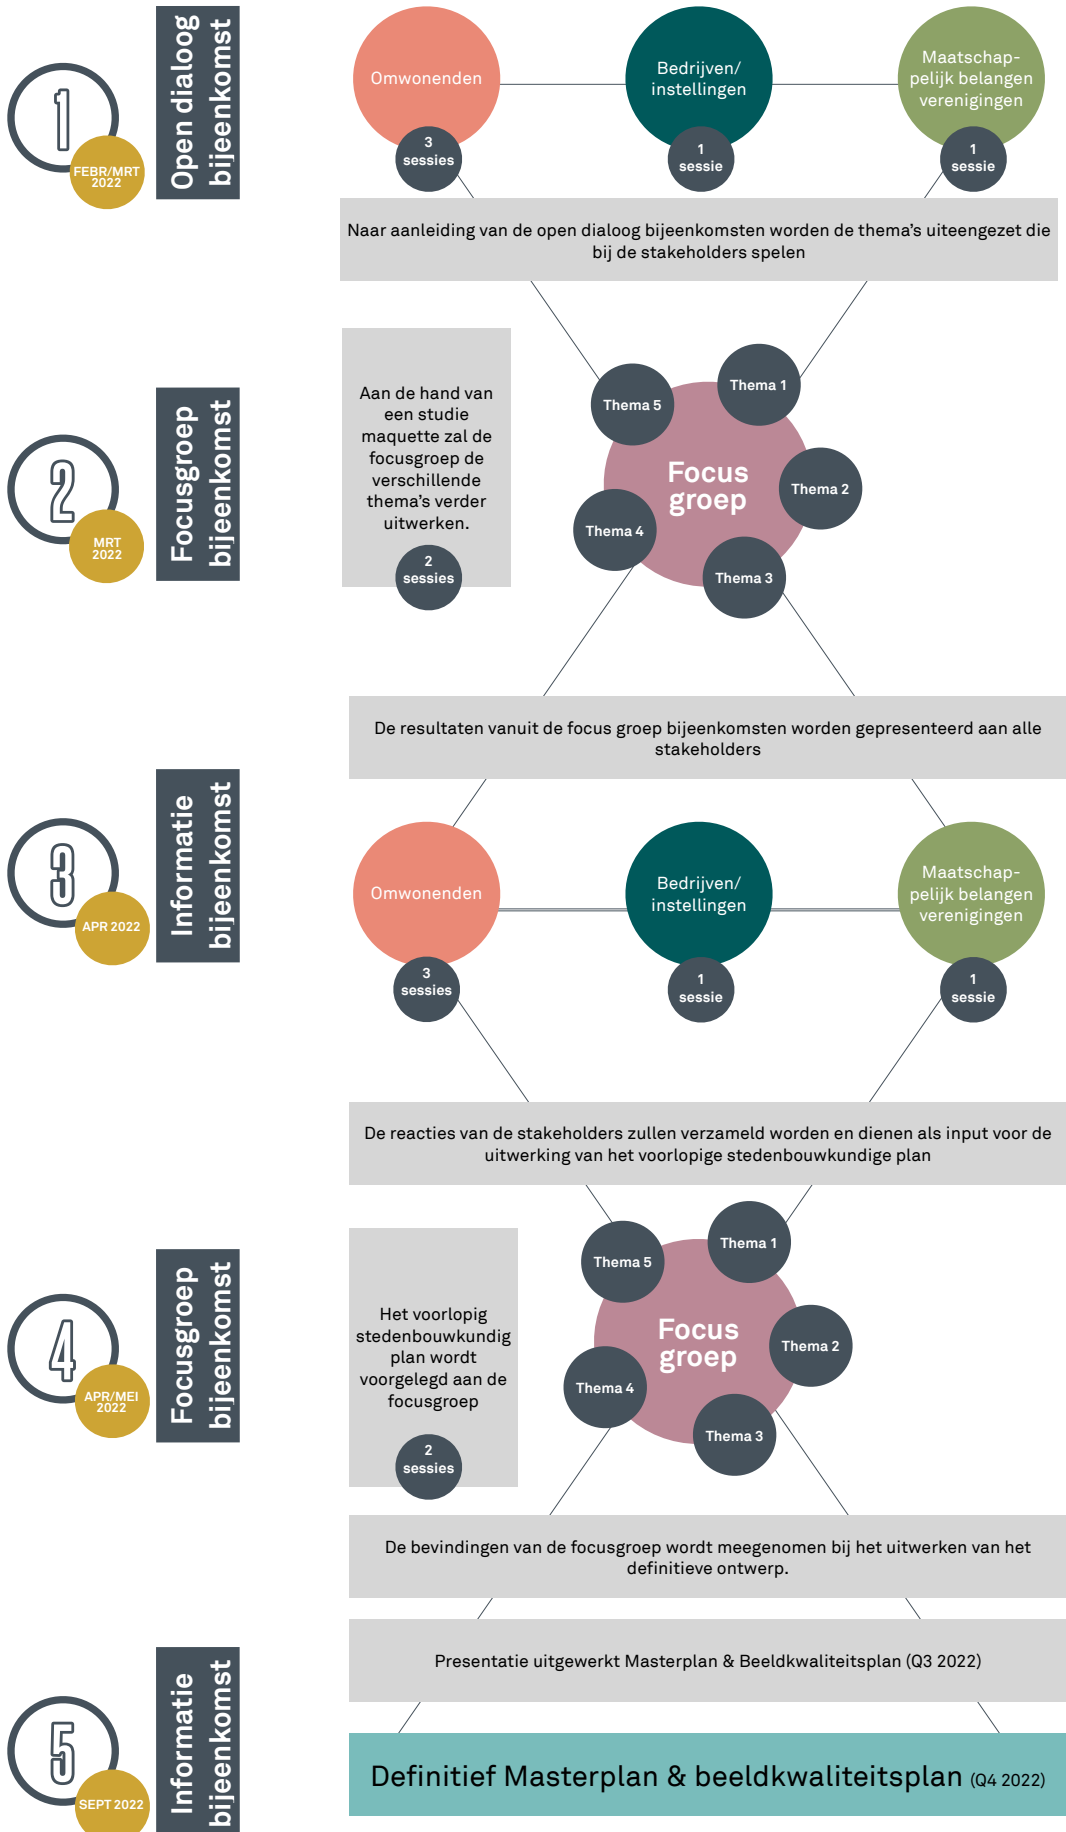 1
FEBR/MRT
2022
Open dialoog
bijeenkomst
Omwonenden
3
sessies
Bedrijven/
instellingen
1
sessie
Maatschap-
pelijk belangen
verenigingen
1
sessie
Naar aanleiding van de open dialoog bijeenkomsten worden de thema's uiteengezet die
bij de stakeholders spelen
2
MRT
2022
Focusgroep
bijeenkomst
Aan de hand van
een studie
maquette zal de
focusgroep de
verschillende
thema's verder
uitwerken.
2
sessies
Focus
groep
Thema 1
Thema 2
Thema 3
Thema 4
Thema 5
De resultaten vanuit de focus groep bijeenkomsten worden gepresenteerd aan alle
stakeholders
3
APR 2022
Informatie
bijeenkomst
Omwonenden
3
sessies
Bedrijven/
instellingen
1
sessie
Maatschap-
pelijk belangen
verenigingen
1
sessie
De reacties van de stakeholders zullen verzameld worden en dienen als input voor de
uitwerking van het voorlopige stedenbouwkundige plan
4
APR/MEI
2022
Focusgroep
bijeenkomst
Het voorlopig
stedenbouwkundig
plan wordt
voorgelegd aan de
focusgroep
2
sessies
Focus
groep
Thema 1
Thema 2
Thema 3
Thema 4
Thema 5
De bevindingen van de focusgroep wordt meegenomen bij het uitwerken van het
definitieve ontwerp.
5
SEPT 2022
Informatie
bijeenkomst
Presentatie uitgewerkt Masterplan & Beeldkwaliteitsplan (Q3 2022)
Definitief Masterplan & beeldkwaliteitsplan (Q4 2022)